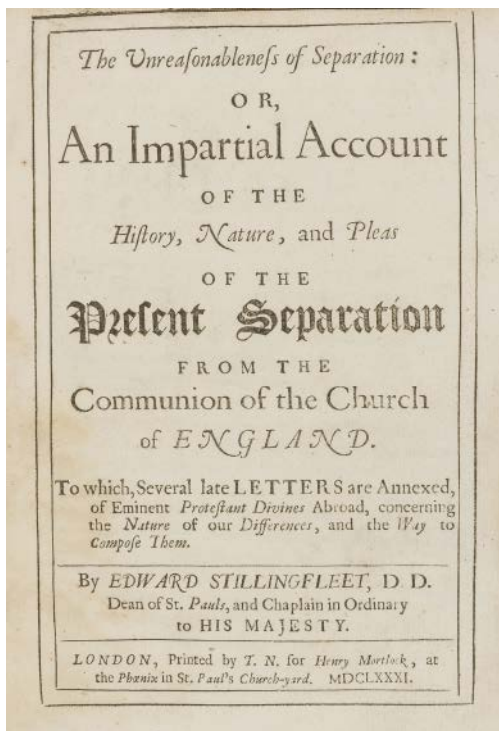 The Unreaſonableneſs of Separation:
OR,
An Impartial Account
OF THE
Hiſtory, Nature, and Pleas
OF THE
Preſent Separation
FROM THE
Communion of the Church
of ENGLAND.
To which, Several late LETTERS are Annexed,
of Eminent Proteſtant Divines Abroad, concerning
the Nature of our Differences, and the Way to
Compoſe Them.
By EDWARD STILLINGFLEET, D. D.
Dean of St. Pauls, and Chaplain in Ordinary
to HIS MAJESTY.
LONDON, Printed by T. N. for Henry Mortlock, at
the Phœnix in St. Paul's Church-yard. MDCLXXXI.